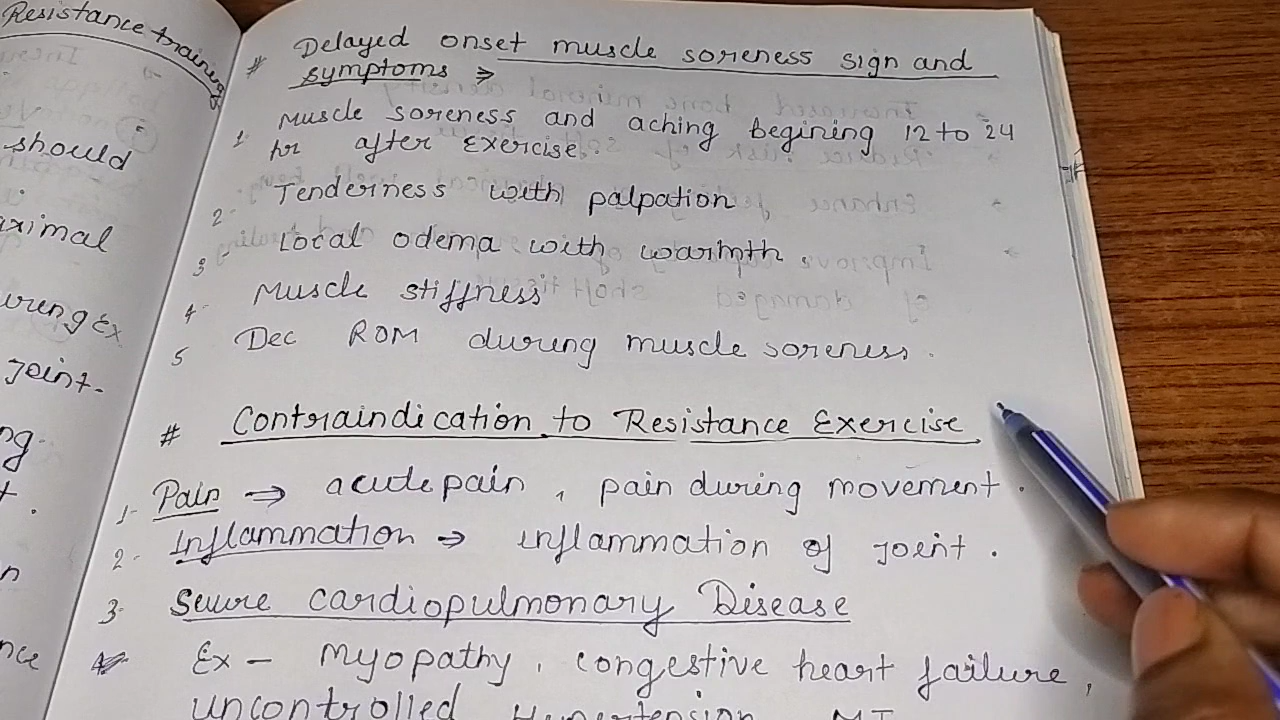 Resistance training
should
ximal
Ex
Joint.
# Delayed onset muscle soreness sign and
symptoms ⇒
1. Muscle soreness and aching begining 12 to 24
hr after Exercise.
2. Tenderness with palpation
3. Local odema with warmth.
4. Muscle stiffness
5 Dec ROM during muscle soreness.
# Contraindication to Resistance Exercise
1- Pain ⇒ acute pain, pain during movement.
2- Inflammation ⇒ inflammation of Joint.
3- Severe cardiopulmonary Disease
Ex - Myopathy, congestive heart failure,
uncontrolled Hypertension MI